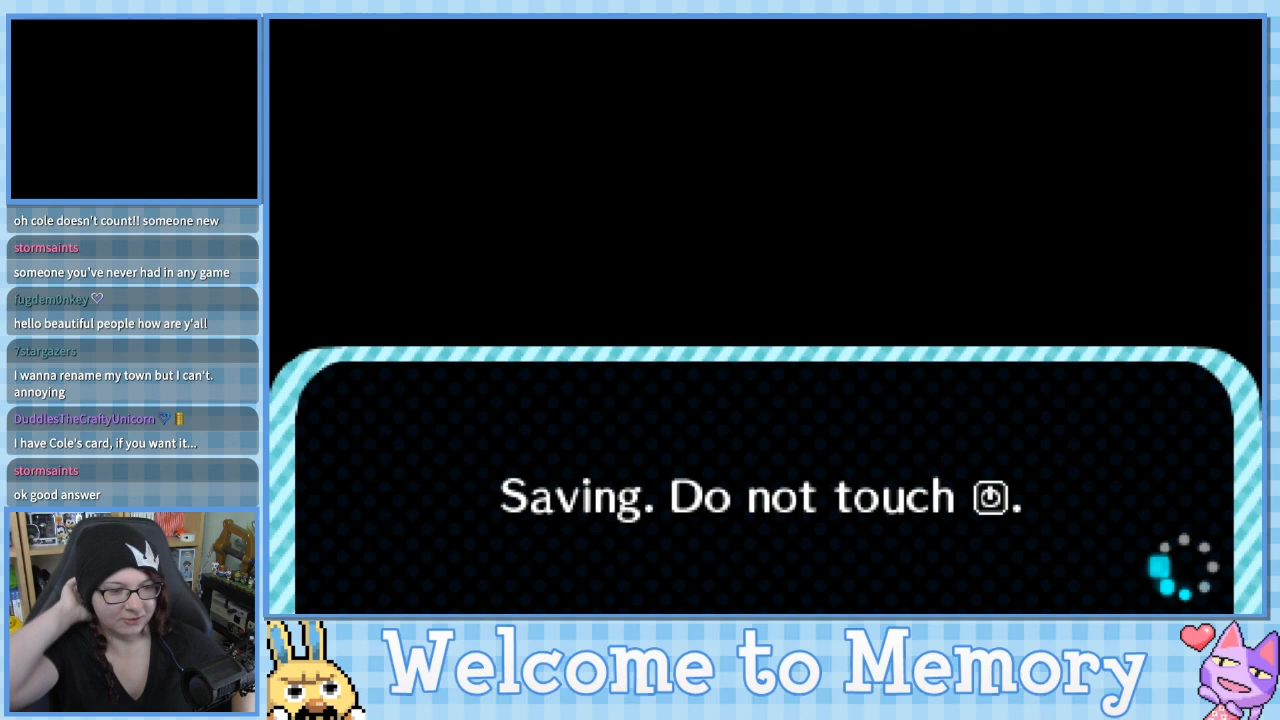 oh cole doesn't count!! someone new
stormsaints
someone you've never had in any game
fugdem0nkey
hello beautiful people how are y'all
7stargazers
I wanna rename my town but I can't.
annoying
DuddlesTheCraftyUnicorn
I have Cole's card, if you want it...
stormsaints
ok good answer
Saving. Do not touch .
Welcome to Memory